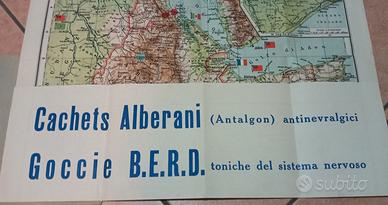 Cachets Alberani (Antalgon) antinevralgici
Goccie B.E.R.D. toniche del sistema nervoso
subito